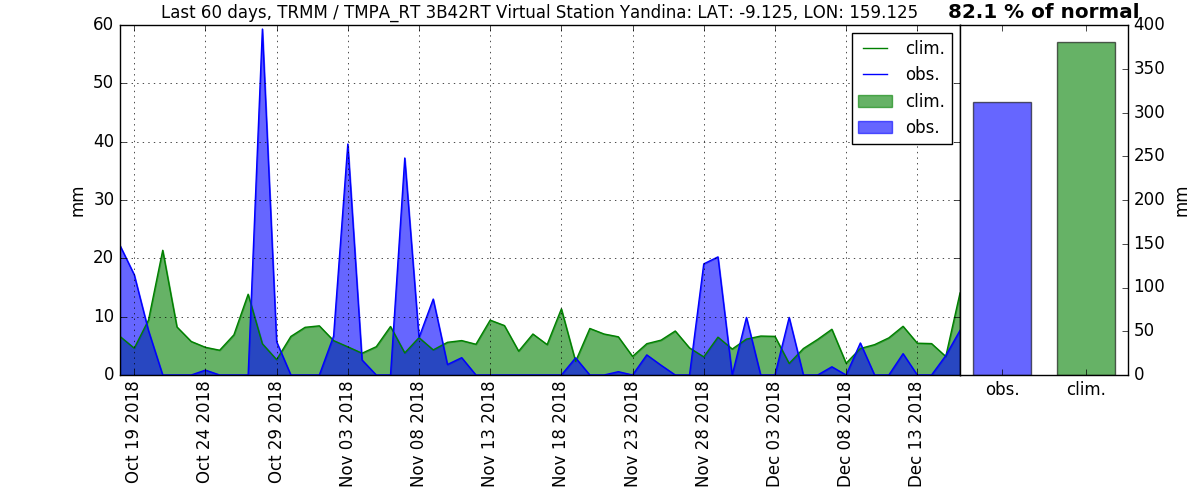 Last 60 days, TRMM / TMPA_RT 3B42RT Virtual Station Yandina: LAT: -9.125, LON: 159.125
82.1 % of normal
60
50
40
30
20
10
0
mm
clim.
obs.
clim.
obs.
Oct 19 2018
Oct 24 2018
Oct 29 2018
Nov 03 2018
Nov 08 2018
Nov 13 2018
Nov 18 2018
Nov 23 2018
Nov 28 2018
Dec 03 2018
Dec 08 2018
Dec 13 2018
400
350
300
250
200
150
100
50
0
mm
obs.
clim.